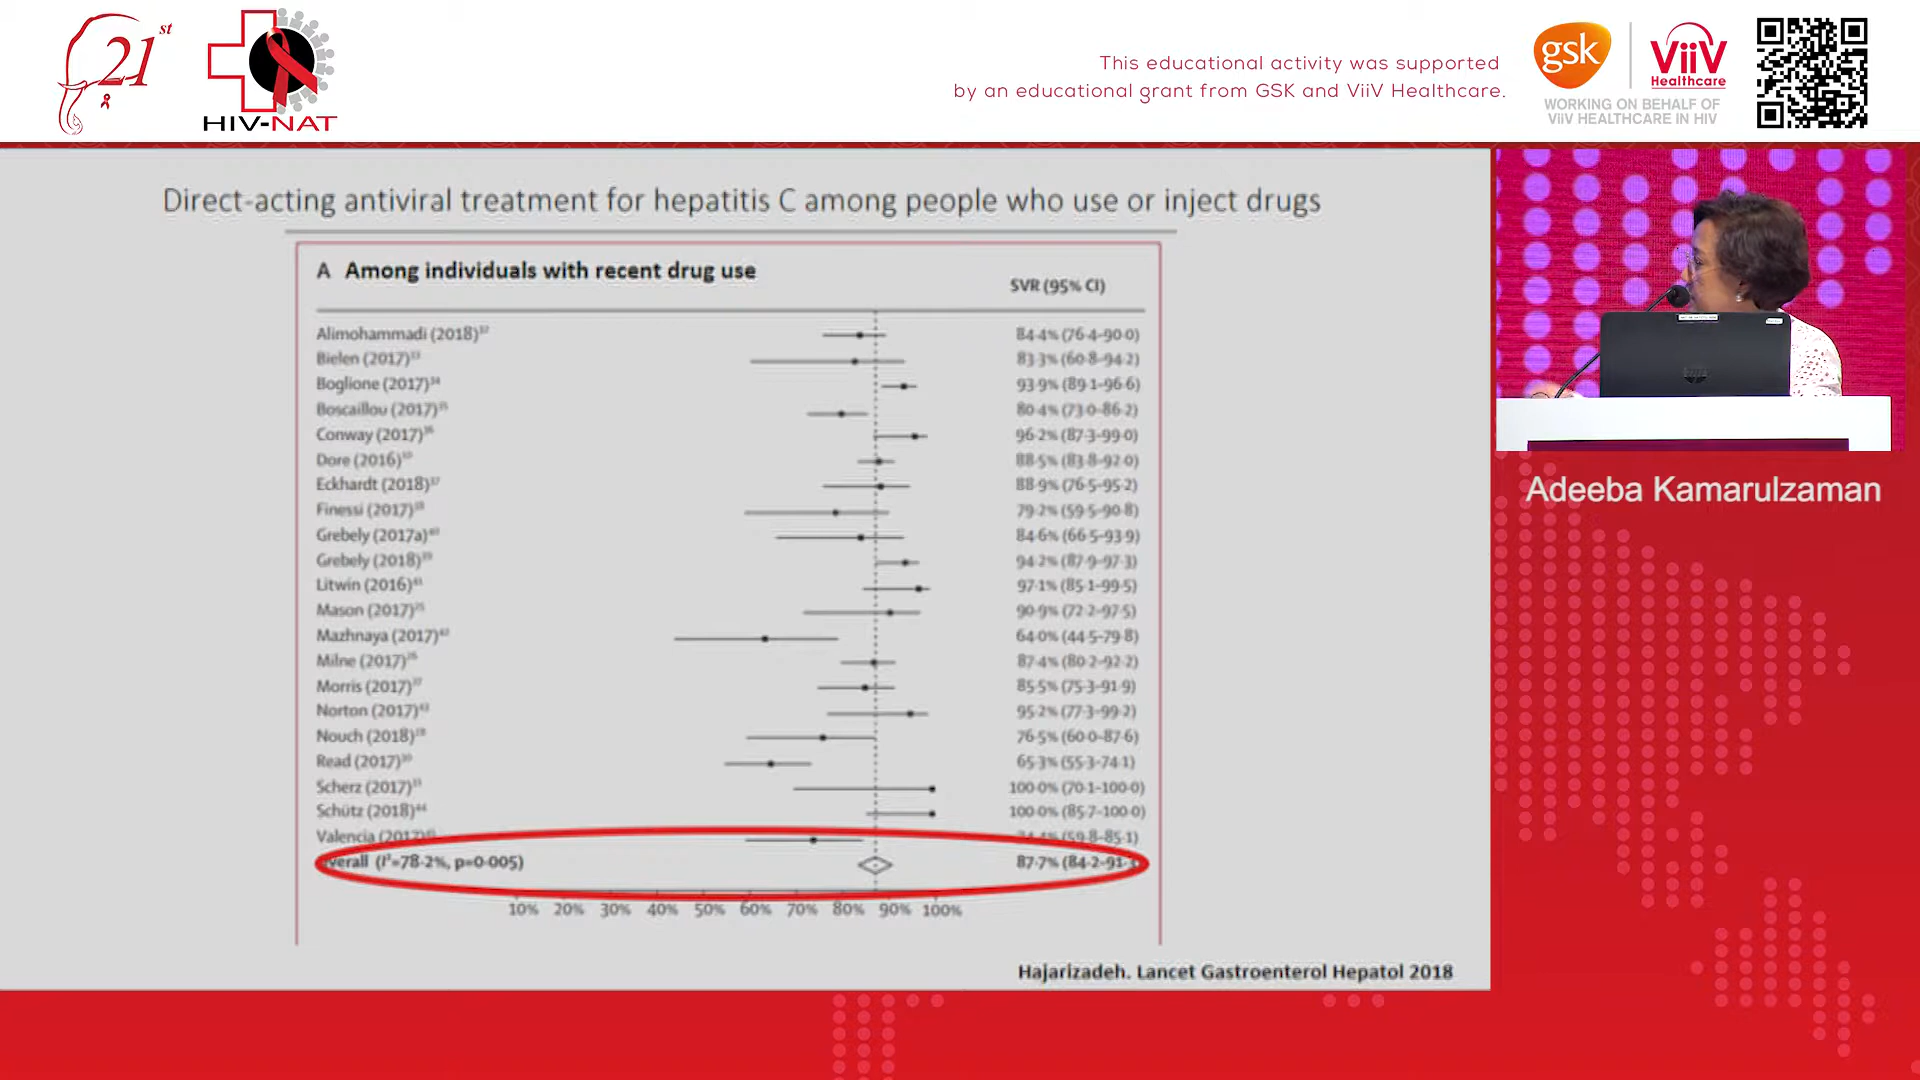 21st
HIV-NAT
This educational activity was supported
by an educational grant from GSK and ViiV Healthcare.
gsk
ViiV
Healthcare
WORKING ON BEHALF OF
ViiV HEALTHCARE IN HIV
Direct-acting antiviral treatment for hepatitis C among people who use or inject drugs
A Among individuals with recent drug use
SVR (95% CI)
Alimohammadi (2018)³² 84·4% (76·4–90·0)
Bielen (2017)³³ 83·3% (60·8–94·2)
Boglione (2017)³⁴ 93·9% (89·1–96·6)
Boscaillou (2017)³⁵ 80·4% (73·0–86·2)
Conway (2017)³⁶ 96·2% (87·3–99·0)
Dore (2016)¹⁰ 88·5% (83·8–92·0)
Eckhardt (2018)³⁷ 88·9% (76·5–95·2)
Finessi (2017)³⁸ 79·2% (59·5–90·8)
Grebely (2017a)⁴⁰ 84·6% (66·5–93·9)
Grebely (2018)³⁹ 94·2% (87·9–97·3)
Litwin (2016)⁴¹ 97·1% (85·1–99·5)
Mason (2017)²⁵ 90·9% (72·2–97·5)
Mazhnaya (2017)⁴² 64·0% (44·5–79·8)
Milne (2017)²⁶ 87·4% (80·2–92·2)
Morris (2017)²⁷ 85·5% (75·3–91·9)
Norton (2017)⁴³ 95·2% (77·3–99·2)
Nouch (2018)²⁸ 76·5% (60·0–87·6)
Read (2017)³⁰ 65·3% (55·3–74·1)
Scherz (2017)³¹ 100·0% (70·1–100·0)
Schütz (2018)⁴⁴ 100·0% (85·7–100·0)
Valencia (2017) (59·8–85·1)
(I²=78·2%, p=0·005) 87·7%
10% 20% 30% 40% 50% 60% 70% 80% 90% 100%
Hajarizadeh. Lancet Gastroenterol Hepatol 2018
Adeeba Kamarulzaman